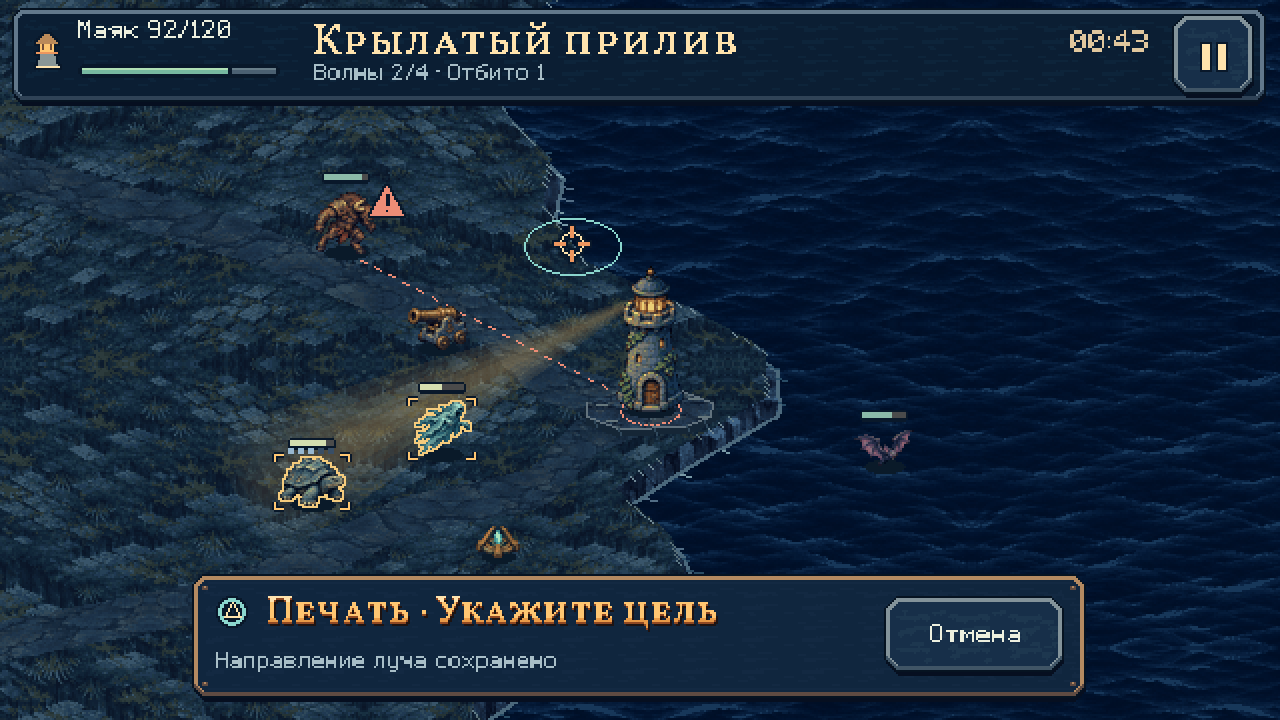 Маяк 92/120
Крылатый прилив
Волны 2/4 · Отбито 1
00:43
Печать · Укажите цель
Направление луча сохранено
Отмена